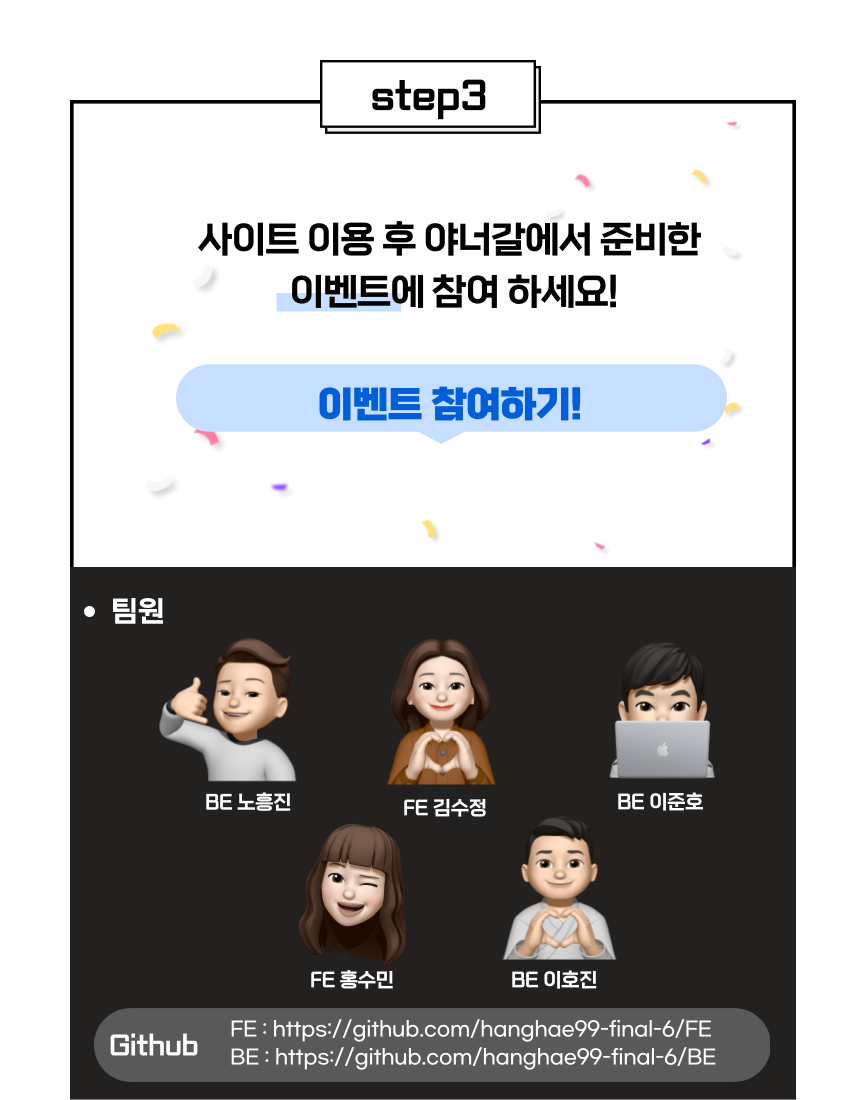 step3
사이트 이용 후 야너갈에서 준비한
이벤트에 참여 하세요!
이벤트 참여하기!
• 팀원
BE 노흥진
FE 김수정
BE 이준호
FE 홍수민
BE 이호진
Github
FE : https://github.com/hanghae99-final-6/FE
BE : https://github.com/hanghae99-final-6/BE